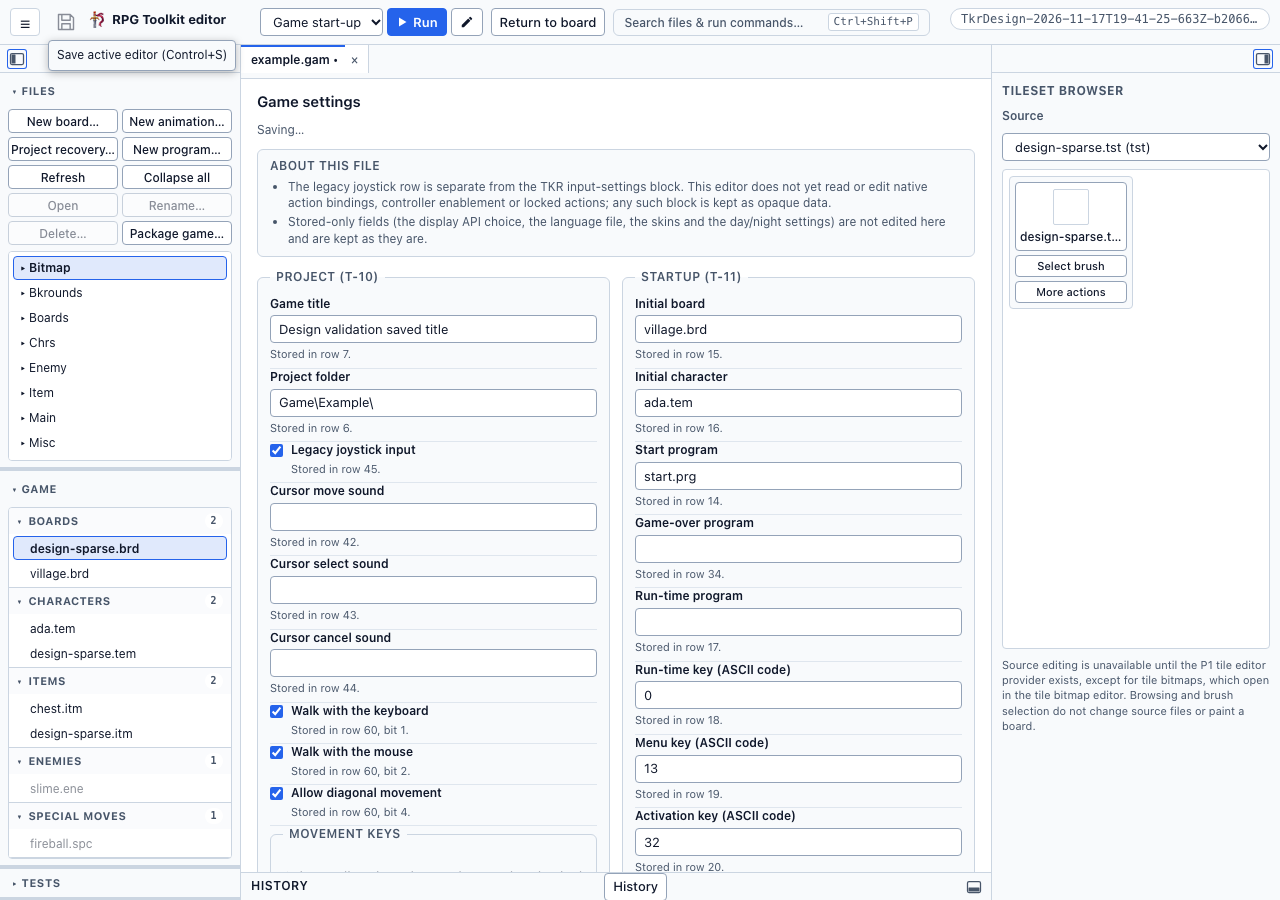 RPG Toolkit editor
Game start-up
Run
Return to board
Search files & run commands...
Ctrl+Shift+P
TkrDesign-2026-11-17T19-41-25-663Z-b2066…
Save active editor (Control+S)
example.gam •
×
FILES
New board...
New animation...
Project recovery...
New program...
Refresh
Collapse all
Open
Rename...
Delete...
Package game...
Bitmap
Bkrounds
Boards
Chrs
Enemy
Item
Main
Misc
GAME
BOARDS 2
design-sparse.brd
village.brd
CHARACTERS 2
ada.tem
design-sparse.tem
ITEMS 2
chest.itm
design-sparse.itm
ENEMIES 1
slime.ene
SPECIAL MOVES 1
fireball.spc
TESTS
Game settings
Saving...
ABOUT THIS FILE
• The legacy joystick row is separate from the TKR input-settings block. This editor does not yet read or edit native
action bindings, controller enablement or locked actions; any such block is kept as opaque data.
• Stored-only fields (the display API choice, the language file, the skins and the day/night settings) are not edited here
and are kept as they are.
PROJECT (T-10)
Game title
Design validation saved title
Stored in row 7.
Project folder
Game\Example\
Stored in row 6.
Legacy joystick input
Stored in row 45.
Cursor move sound
Stored in row 42.
Cursor select sound
Stored in row 43.
Cursor cancel sound
Stored in row 44.
Walk with the keyboard
Stored in row 60, bit 1.
Walk with the mouse
Stored in row 60, bit 2.
Allow diagonal movement
Stored in row 60, bit 4.
MOVEMENT KEYS
STARTUP (T-11)
Initial board
village.brd
Stored in row 15.
Initial character
ada.tem
Stored in row 16.
Start program
start.prg
Stored in row 14.
Game-over program
Stored in row 34.
Run-time program
Stored in row 17.
Run-time key (ASCII code)
0
Stored in row 18.
Menu key (ASCII code)
13
Stored in row 19.
Activation key (ASCII code)
32
Stored in row 20.
HISTORY
History
TILESET BROWSER
Source
design-sparse.tst (tst)
design-sparse.t...
Select brush
More actions
Source editing is unavailable until the P1 tile editor
provider exists, except for tile bitmaps, which open
in the tile bitmap editor. Browsing and brush
selection do not change source files or paint a
board.